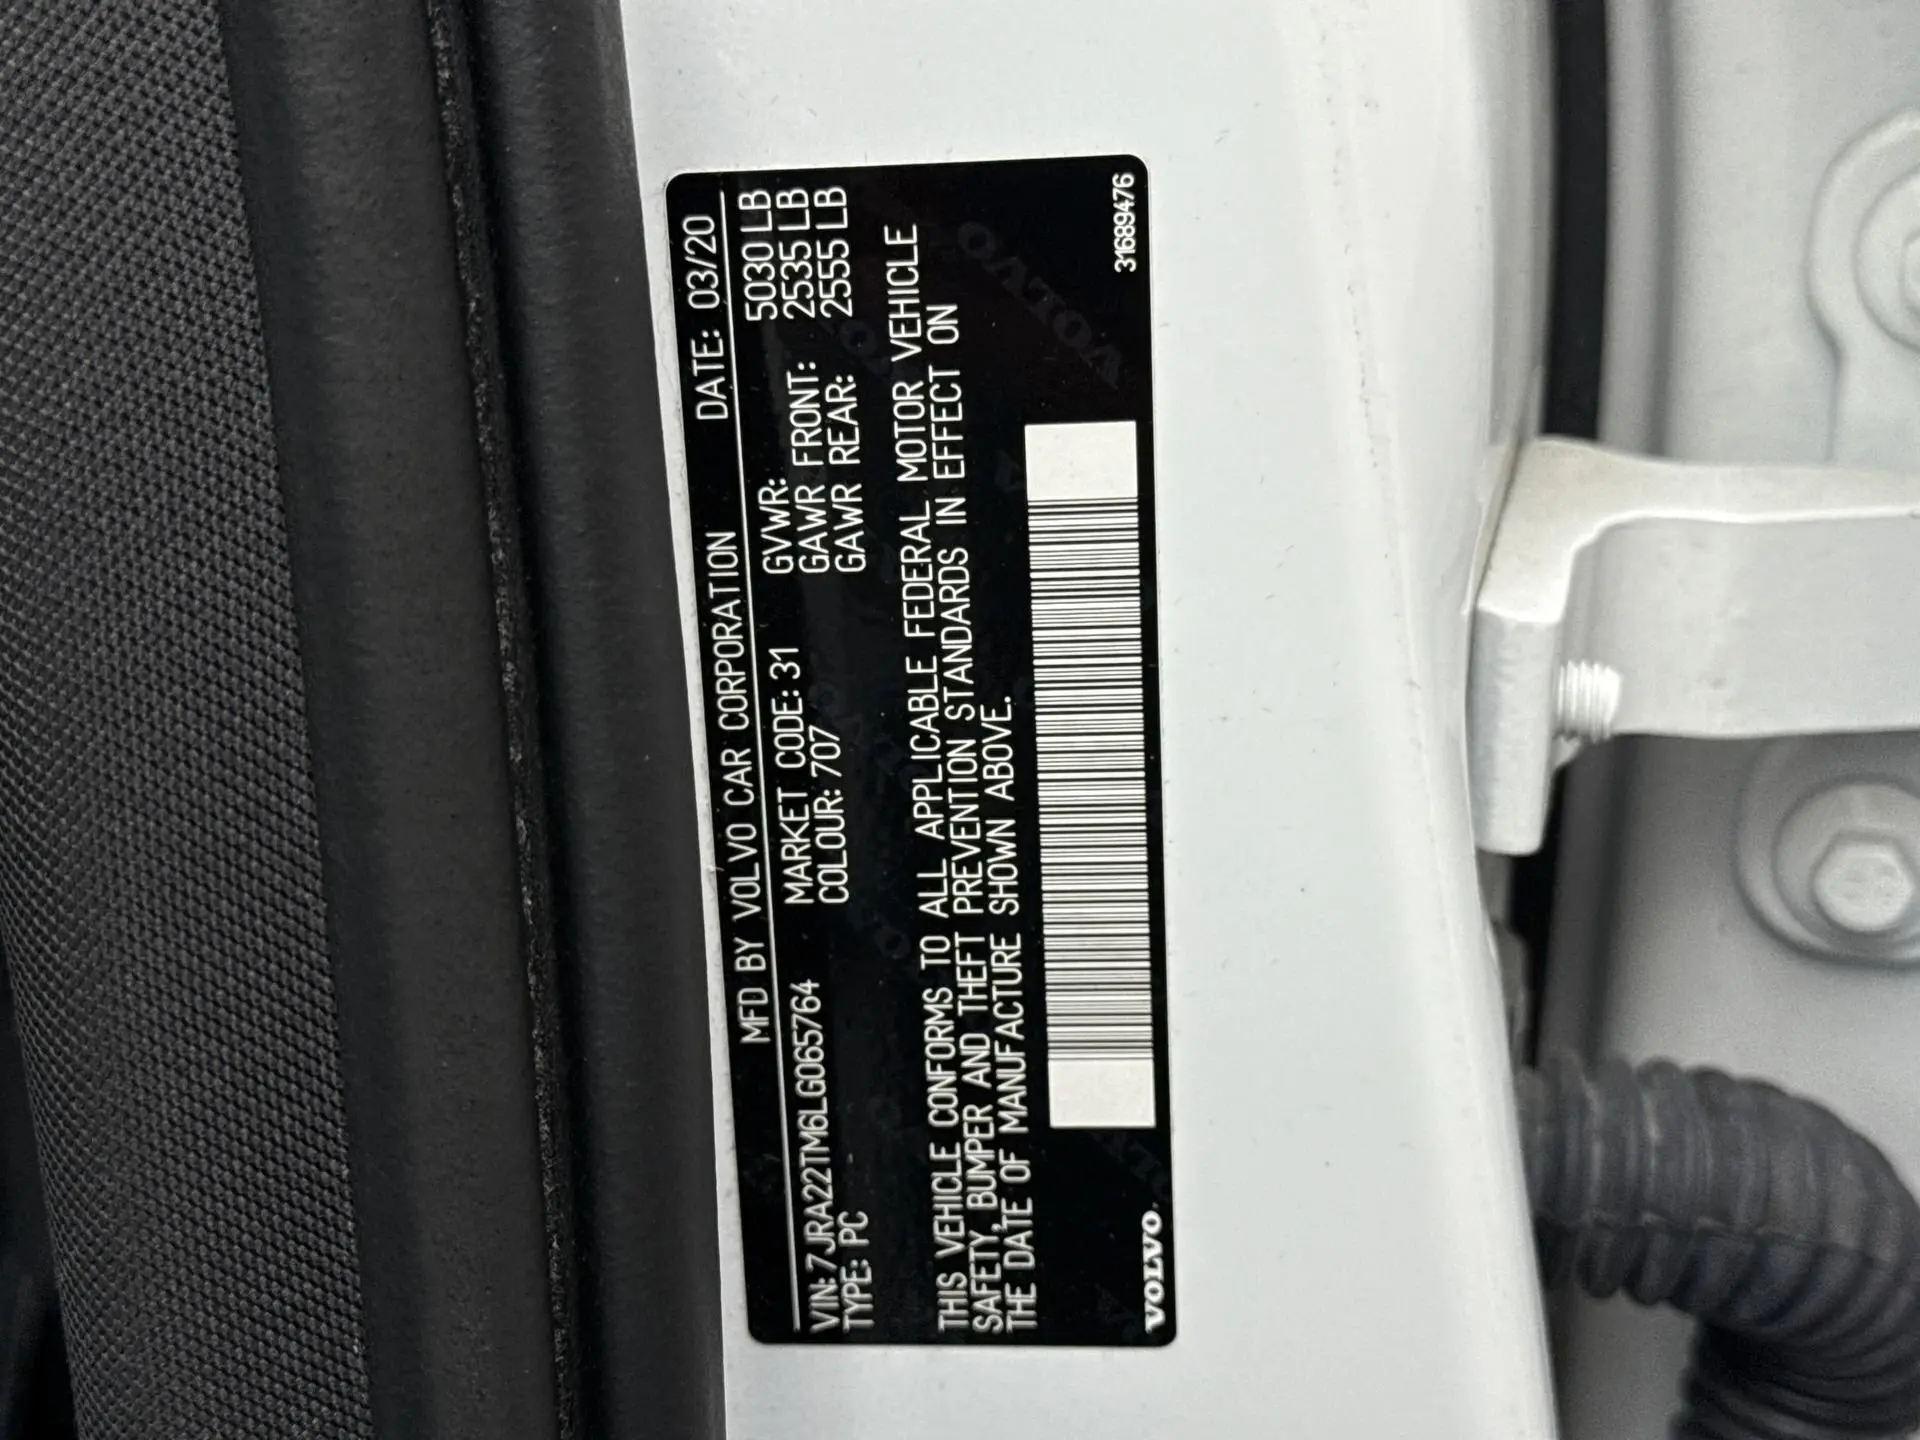 MFD BY VOLVO CAR CORPORATION DATE: 03/20
VIN: 7JRA22TM6LG065764 MARKET CODE: 31 GVWR: 5030 LB
TYPE: PC COLOUR: 707 GAWR FRONT: 2535 LB
GAWR REAR: 2555 LB
THIS VEHICLE CONFORMS TO ALL APPLICABLE FEDERAL MOTOR VEHICLE
SAFETY, BUMPER AND THEFT PREVENTION STANDARDS IN EFFECT ON
THE DATE OF MANUFACTURE SHOWN ABOVE.
VOLVO 31689476